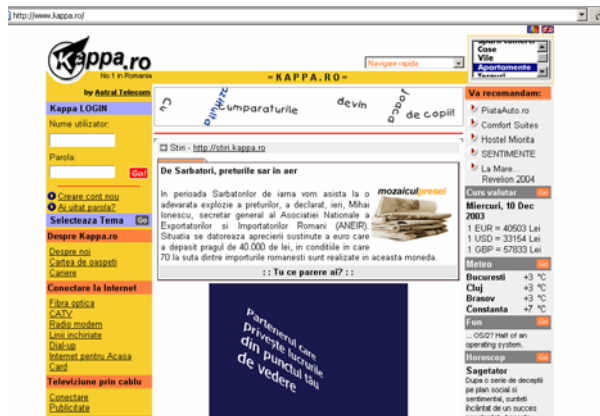 http://www.kappa.ro/
Kappa.ro
No.1 in Romania
by Astral Telecom
Navigare rapida
-KAPPA.RO-
Case
Vile
Apartamente
Kappa LOGIN
Nume utilizator:
Parola:
Go!
Creare cont nou
Ai uitat parola?
Selecteaza Tema Go
Despre Kappa.ro
Despre noi
Cartea de oaspeti
Cariere
Conectare la Internet
Fibra optica
CATV
Radio modem
Linii inchiriate
Dial-up
Internet pentru Acasa
Card
Televiziune prin cablu
Conectare
Publicitate
Cumparaturile
devin
joaca
de copii!
Stiri - http://stiri.kappa.ro
De Sarbatori, preturile sar in aer
In perioada Sarbatorilor de iarna vom asista la o
adevarata explozie a preturilor, a declarat, ieri, Mihai
Ionescu, secretar general al Asociatiei Nationale a
Exportatorilor si Importatorilor Romani (ANEIR).
Situatia se datoreaza aprecierii sustinute a euro care
a depasit pragul de 40.000 de lei, in conditiile in care
70 la suta dintre importurile romanesti sunt realizate in aceasta moneda.
mozaiculpresei
: : Tu ce parere ai? : :
Partenerul care
privește lucrurile
din punctul tău
de vedere
Va recomandam:
PiataAuto.ro
Comfort Suites
Hostel Miorita
SENTIMENTE
La Mare...
Revelion 2004
Curs valutar Go
Miercuri, 10 Dec
2003
1 EUR = 40503 Lei
1 USD = 33154 Lei
1 GBP = 57833 Lei
Meteo Go
Bucuresti +3 °C
Cluj +3 °C
Brasov +3 °C
Constanta +7 °C
Fun Go
... OS/2? Half of an
operating system.
Horoscop Go
Sagetator
Dupa o serie de deceptii
pe plan social si
sentimental, sunteti
încântat de un succes